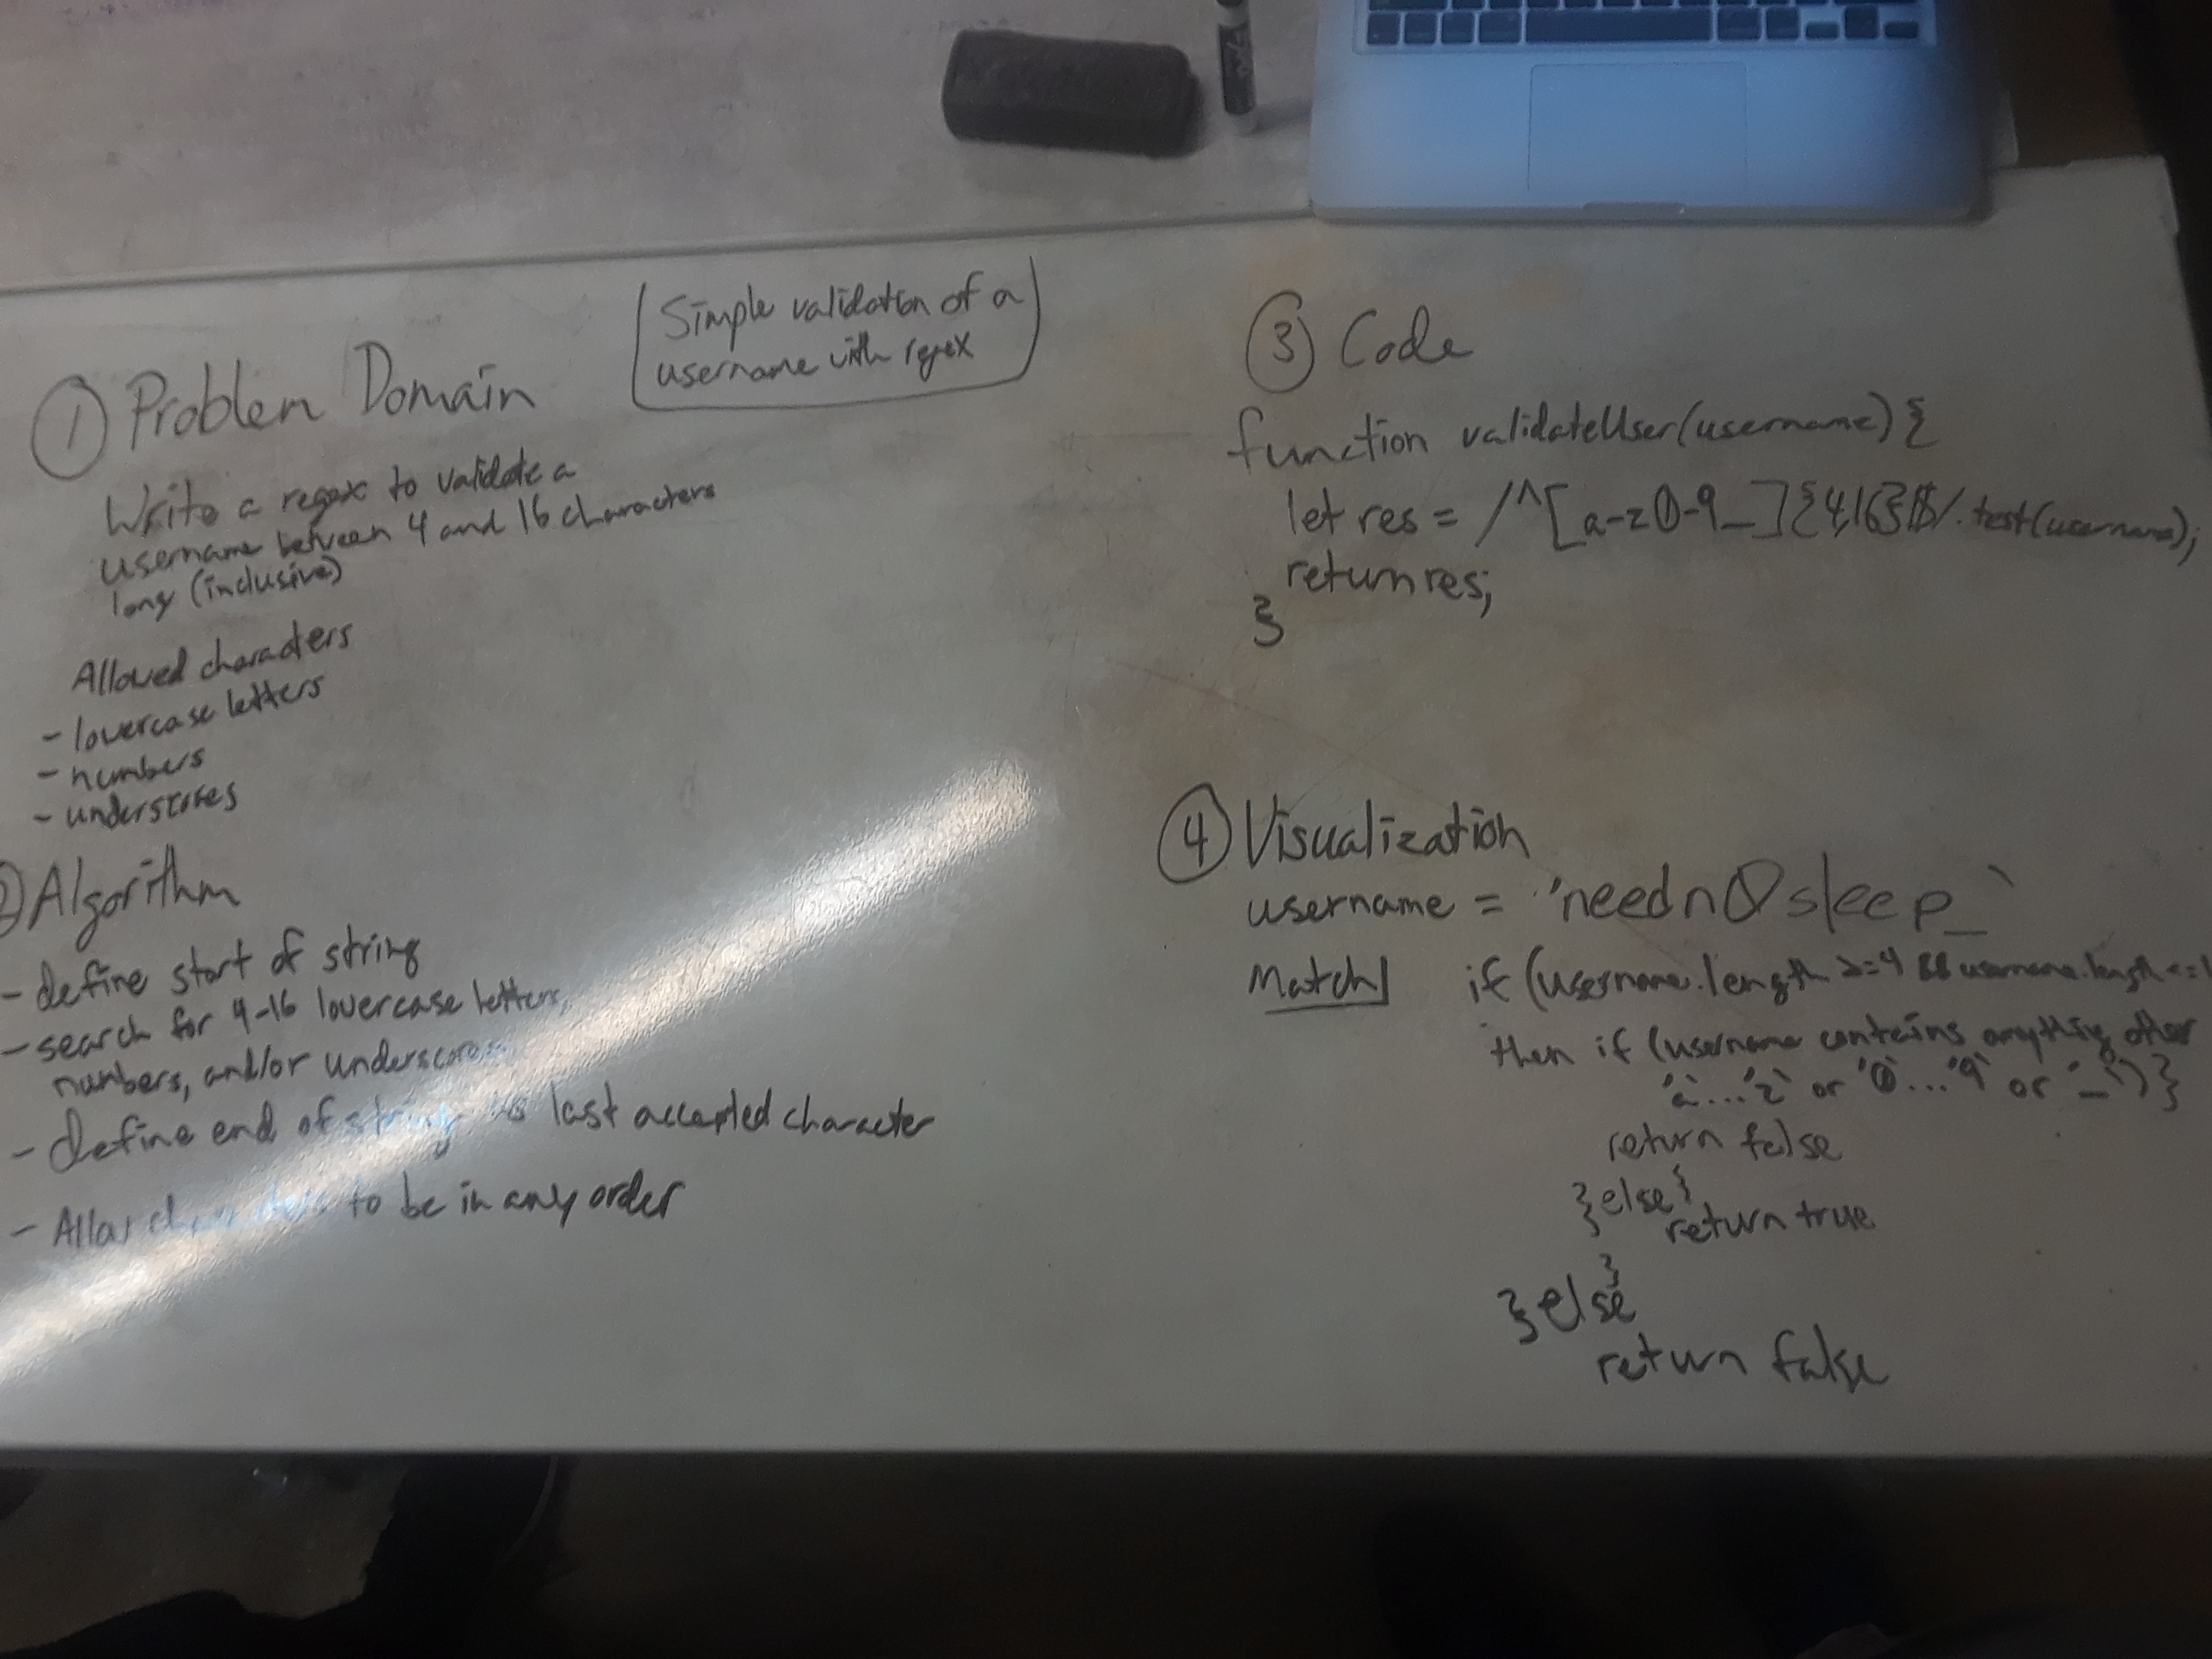 Simple validation of a
username with regex
① Problem Domain
Write a regex to validate a
username between 4 and 16 characters
long (inclusive)
Allowed characters
- lowercase letters
- numbers
- underscores
Algorithm
- define start of string
- search for 4-16 lowercase letters,
numbers, and/or underscores
- define end of string as last accepted character
- Allow characters to be in any order
③ Code
function validateUser(username) {
let res = /^[a-z0-9_]{4,16}$/.test(username);
return res;
}
④ Visualization
username = 'needn0sleep_'
Match if (username.length >=4 && username.length <=1
then if (username contains anything other
'a'...'z' or '0'...'9' or '_') }
return false
} else {
return true
}
} else
return false